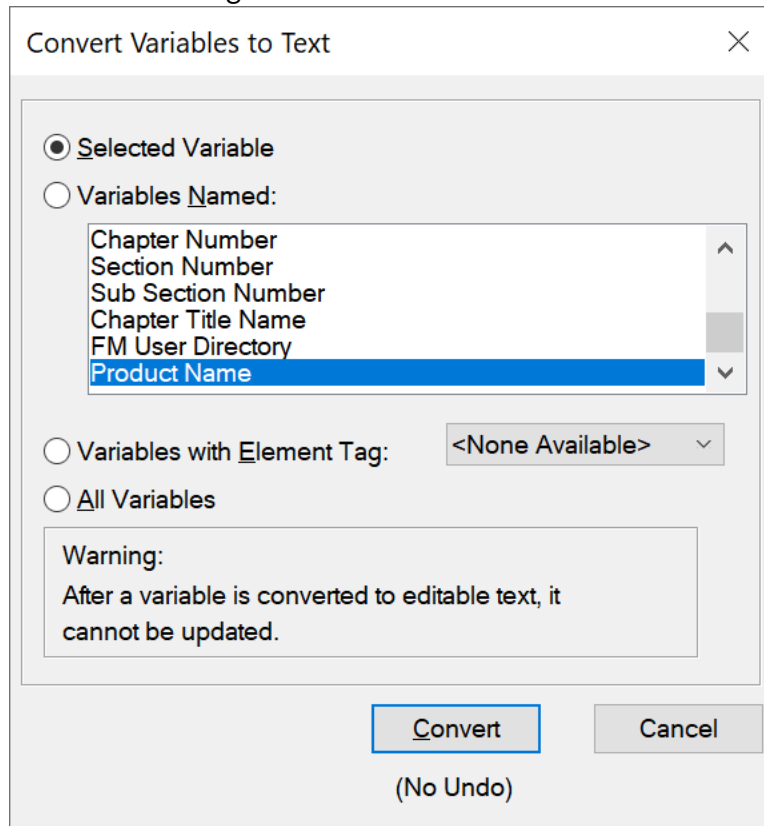 Convert Variables to Text
Selected Variable
Variables Named:
Chapter Number
Section Number
Sub Section Number
Chapter Title Name
FM User Directory
Product Name
Variables with Element Tag: <None Available>
All Variables
Warning:
After a variable is converted to editable text, it
cannot be updated.
Convert Cancel
(No Undo)